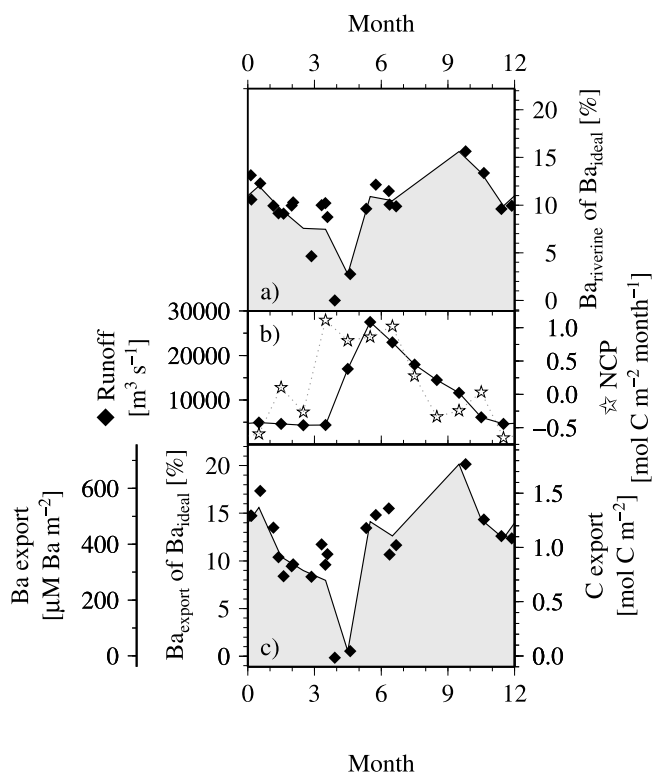 Month
0 3 6 9 12
20
15
10
5
0
Ba_riverine of Ba_ideal [%]
a)
30000
20000
10000
◆ Runoff
[m³ s⁻¹]
b)
1.0
0.5
0.0
−0.5
☆ NCP
[mol C m⁻² month⁻¹]
600
400
200
0
Ba export
[µM Ba m⁻²]
20
15
10
5
0
Ba_export of Ba_ideal [%]
c)
1.5
1.0
0.5
0.0
C export
[mol C m⁻²]
0 3 6 9 12
Month